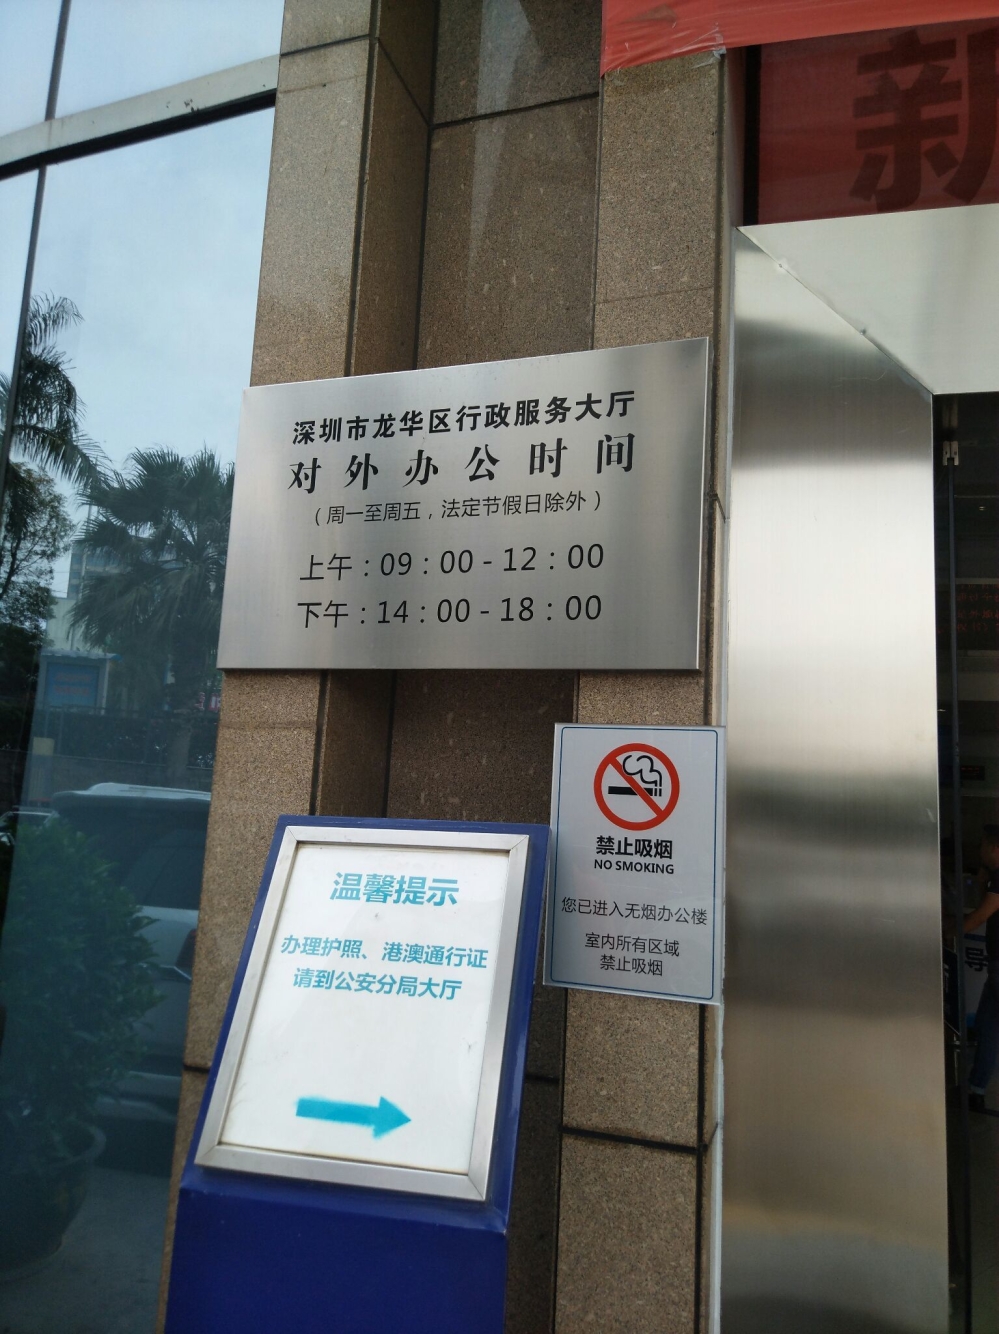 新
深圳市龙华区行政服务大厅
对外办公时间
（周一至周五，法定节假日除外）
上午：09：00-12：00
下午：14：00-18：00
禁止吸烟
NO SMOKING
您已进入无烟办公楼
室内所有区域
禁止吸烟
温馨提示
办理护照、港澳通行证
请到公安分局大厅
导